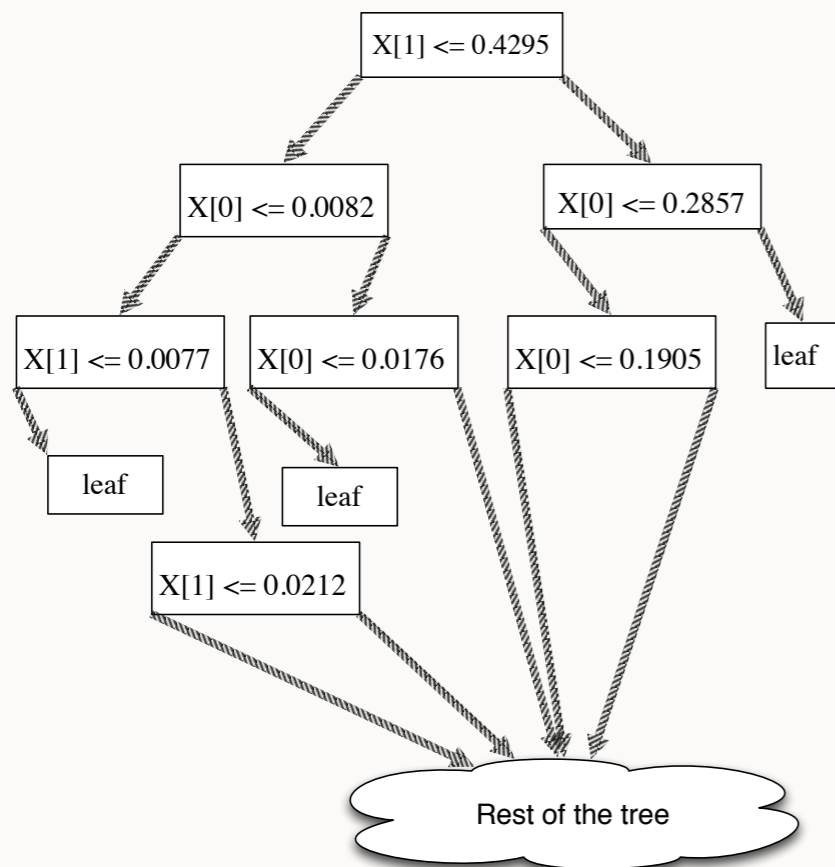 X[1] <= 0.4295
X[0] <= 0.0082
X[0] <= 0.2857
X[1] <= 0.0077
X[0] <= 0.0176
X[0] <= 0.1905
leaf
leaf
leaf
X[1] <= 0.0212
Rest of the tree